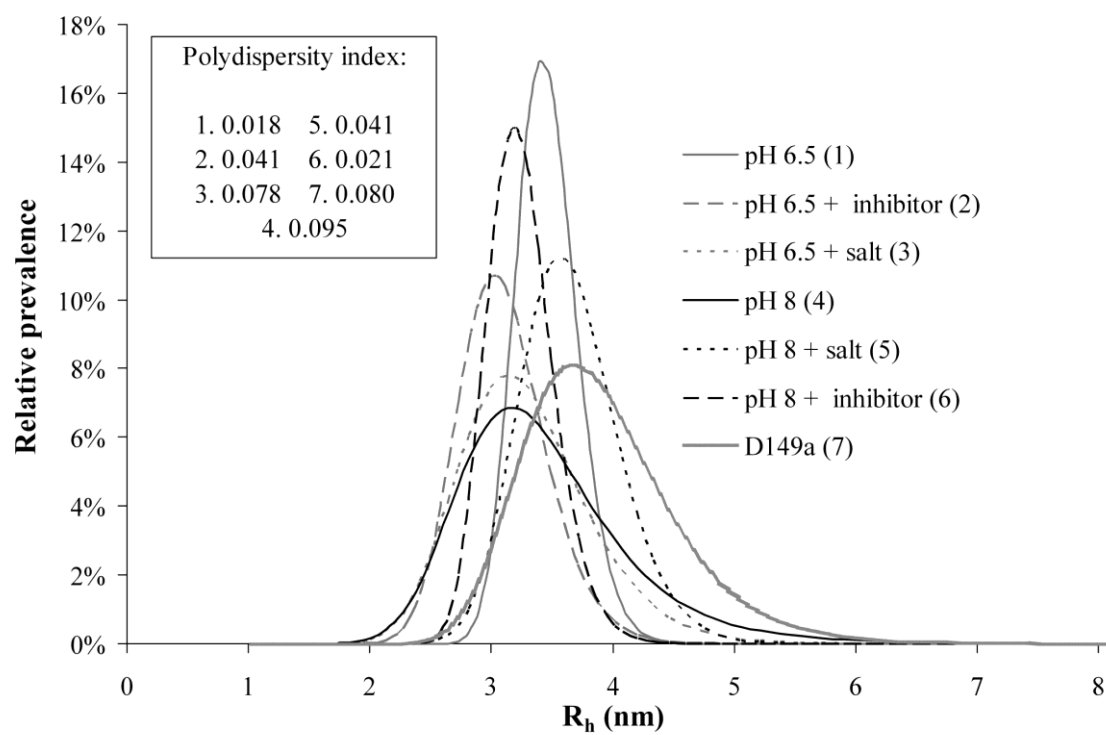 18%
16%
14%
12%
10%
8%
6%
4%
2%
0%
Relative prevalence
Polydispersity index:
1. 0.018 5. 0.041
2. 0.041 6. 0.021
3. 0.078 7. 0.080
4. 0.095
pH 6.5 (1)
pH 6.5 + inhibitor (2)
pH 6.5 + salt (3)
pH 8 (4)
pH 8 + salt (5)
pH 8 + inhibitor (6)
D149a (7)
0 1 2 3 4 5 6 7 8
Rh (nm)